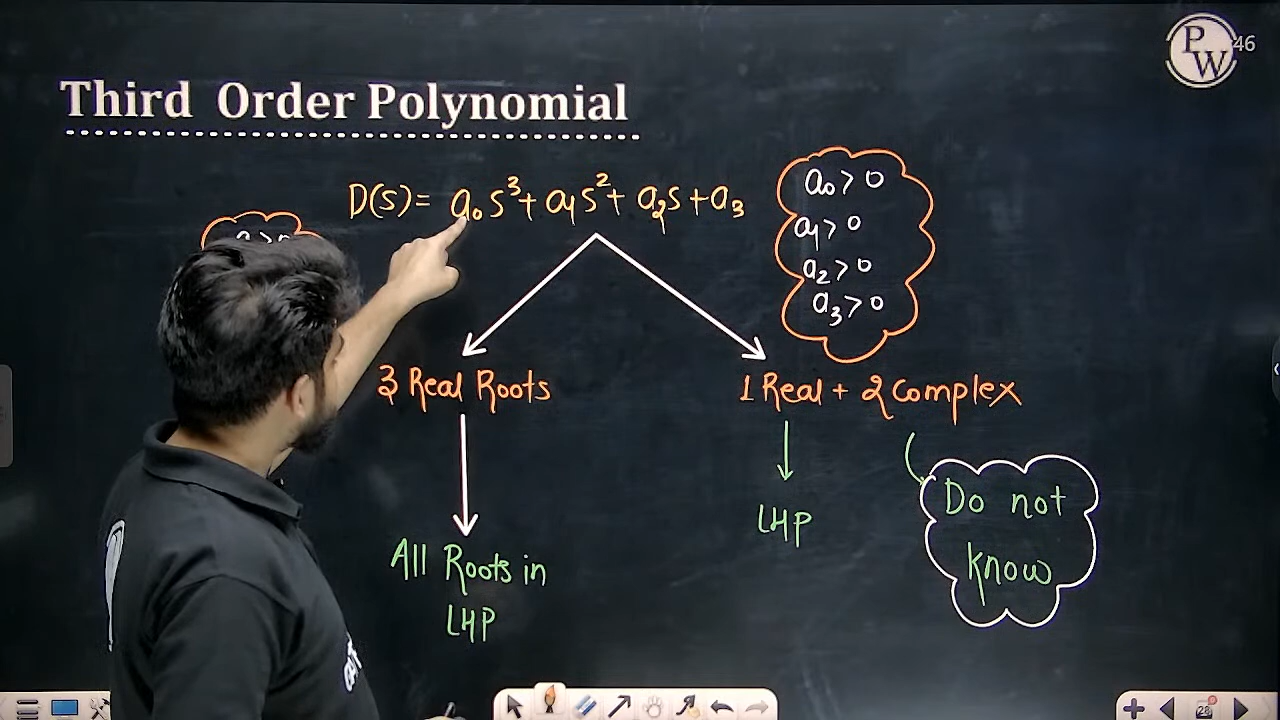 PW
46
Third Order Polynomial
D(s) = a₀s³ + a₁s² + a₂s + a₃
a₀ > 0
a₁ > 0
a₂ > 0
a₃ > 0
3 Real Roots
1 Real + 2 Complex
LHP
Do not
know
All Roots in
LHP
28